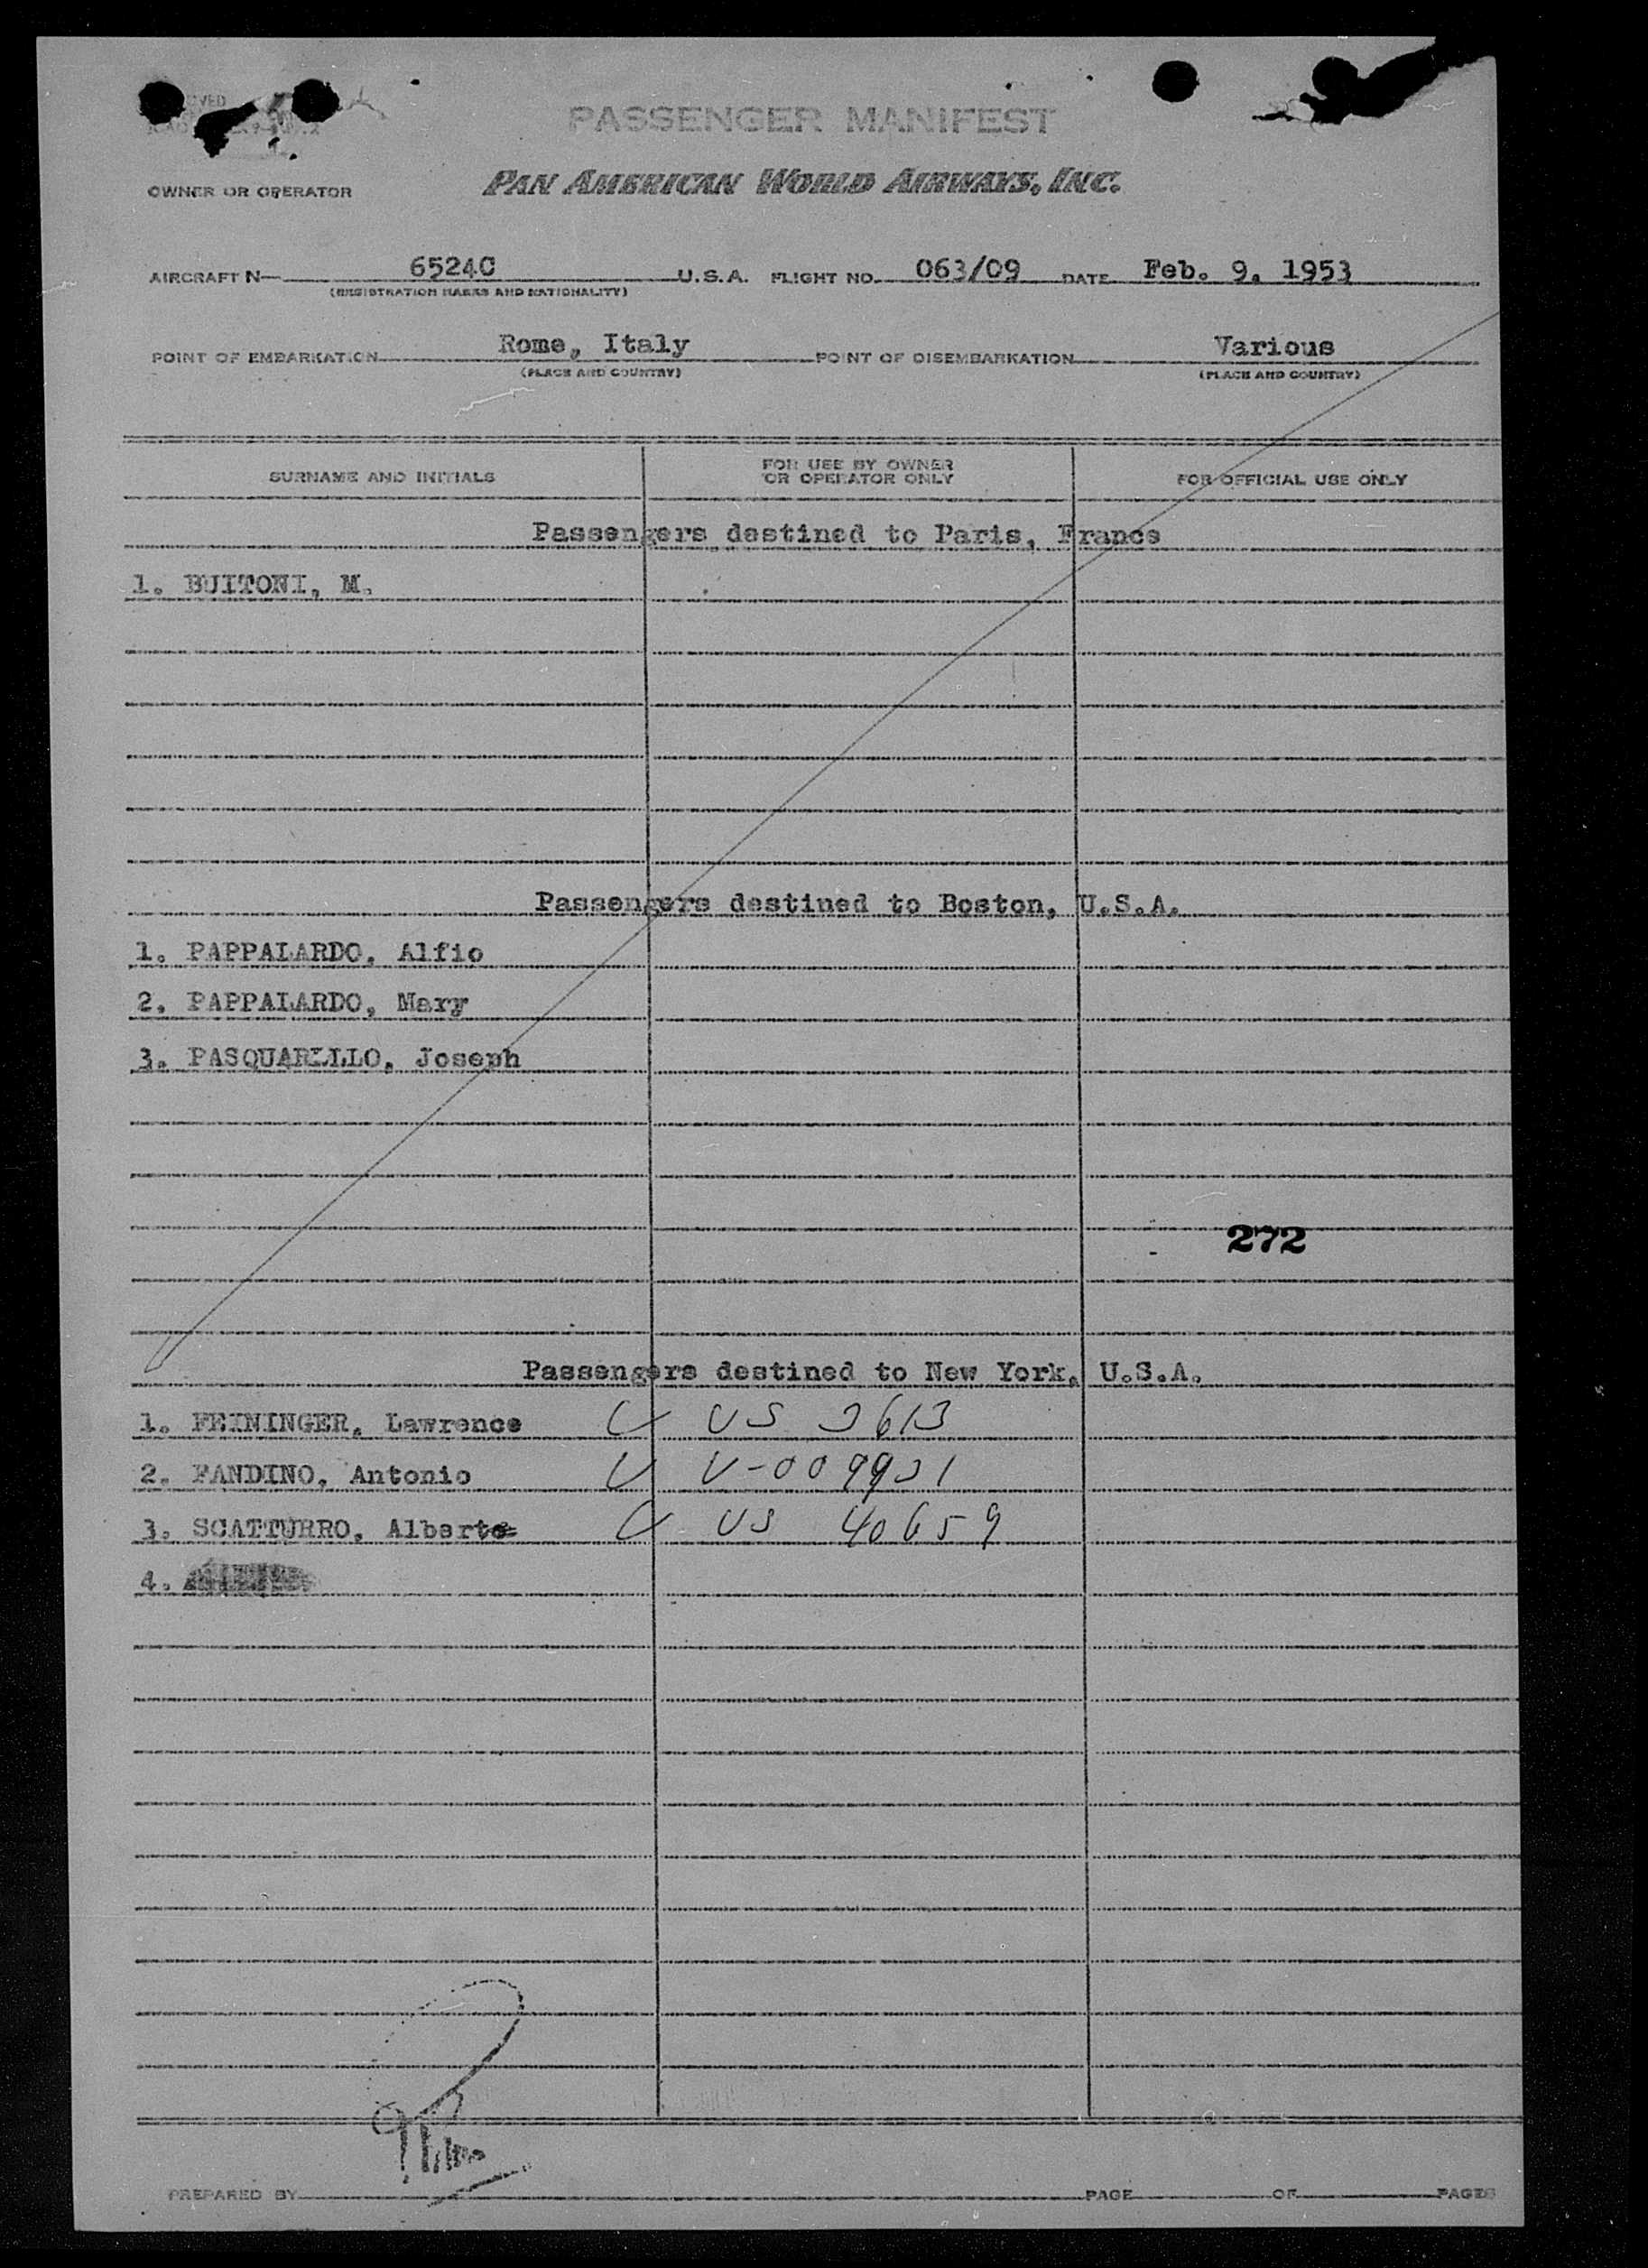 PASSENGER MANIFEST
OWNER OR OPERATOR PAN AMERICAN WORLD AIRWAYS, INC.
AIRCRAFT N— 65240 U.S.A. FLIGHT NO. 063/09 DATE Feb. 9, 1953
(REGISTRATION MARKS AND NATIONALITY)
POINT OF EMBARKATION Rome, Italy POINT OF DISEMBARKATION Various
(PLACE AND COUNTRY) (PLACE AND COUNTRY)
SURNAME AND INITIALS FOR USE BY OWNER OR OPERATOR ONLY FOR OFFICIAL USE ONLY
Passengers destined to Paris, France
1. BUITONI, M.
Passengers destined to Boston, U.S.A.
1. PAPPALARDO, Alfio
2. PAPPALARDO, Mary
3. PASQUARILLO, Joseph
272
Passengers destined to New York, U.S.A.
1. FEININGER, Lawrence U US 2613
2. FANDINO, Antonio U V-009931
3. SCATTURRO, Albert U US 40659
4.
PREPARED BY PAGE OF PAGES